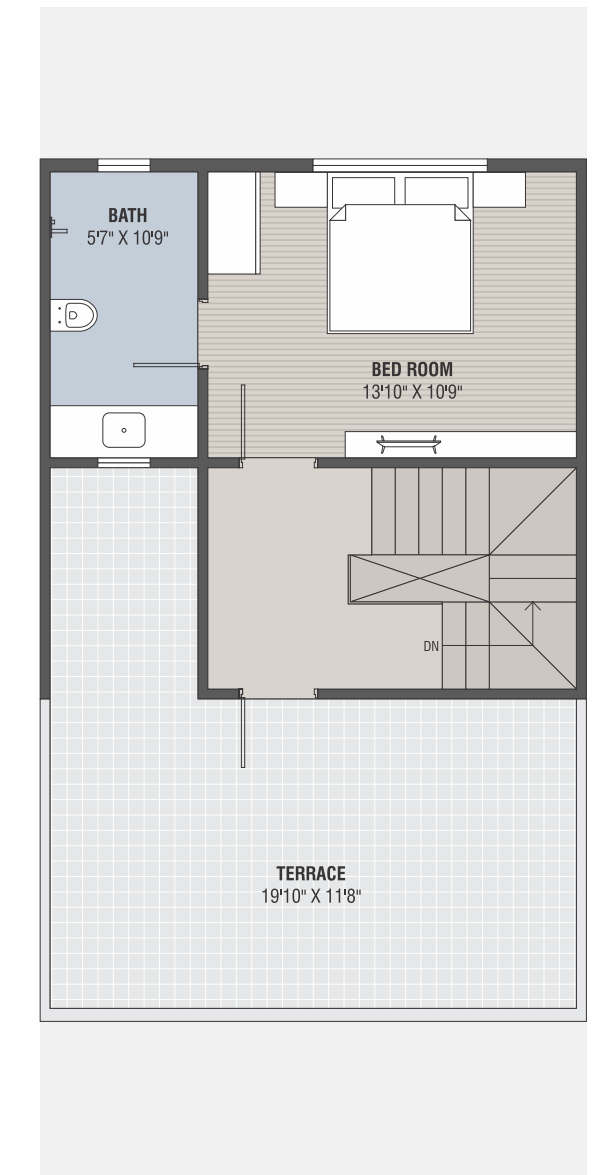 BATH
5'7" X 10'9"
BED ROOM
13'10" X 10'9"
DN
TERRACE
19'10" X 11'8"